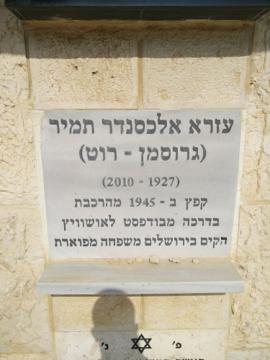 עזרא אלכסנדר תמיר
(גרוסמן - רוט)
(1927 - 2010)
קפץ ב - 1945 מהרכבת
בדרכה מבודפסט לאושוויץ
הקים בירושלים משפחה מפוארת
פ' נ'